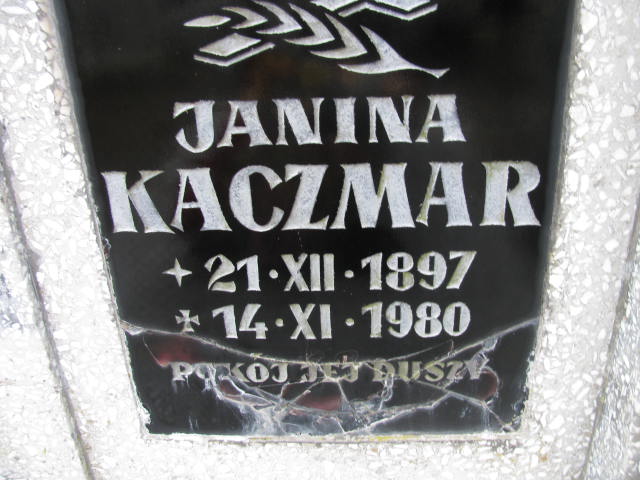 JANINA
KACZMAR
✦ 21·XII·1897
✝ 14·XI·1980
POKÓJ JEJ DUSZY